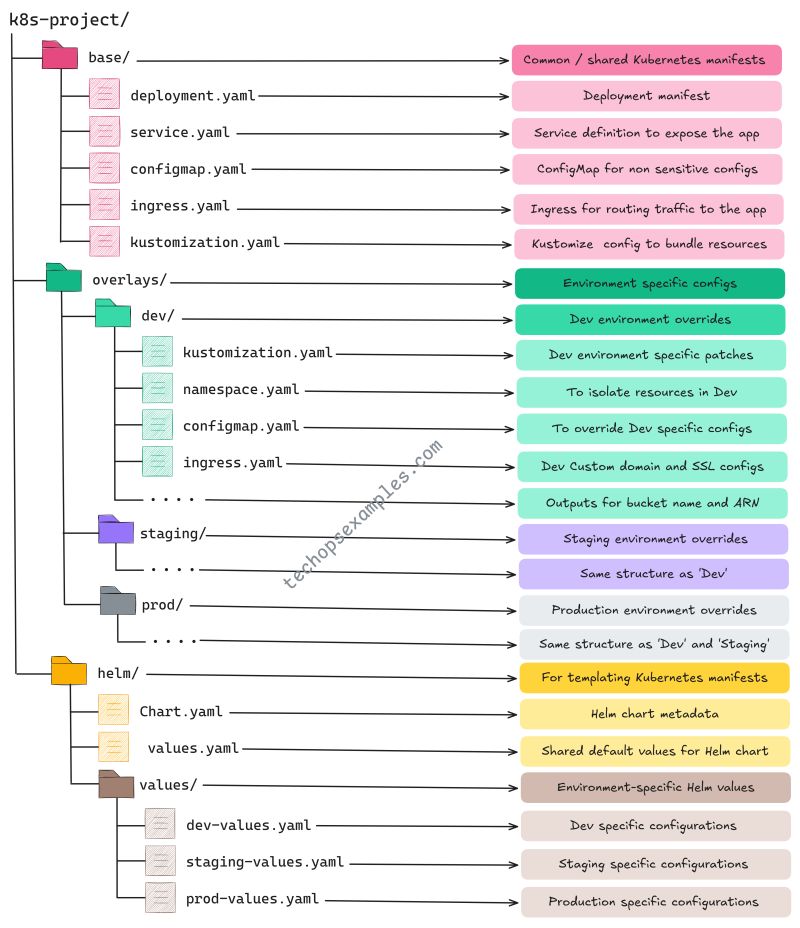 k8s-project/
base/ Common / shared Kubernetes manifests
deployment.yaml Deployment manifest
service.yaml Service definition to expose the app
configmap.yaml ConfigMap for non sensitive configs
ingress.yaml Ingress for routing traffic to the app
kustomization.yaml Kustomize config to bundle resources
overlays/ Environment specific configs
dev/ Dev environment overrides
kustomization.yaml Dev environment specific patches
namespace.yaml To isolate resources in Dev
configmap.yaml To override Dev specific configs
ingress.yaml Dev Custom domain and SSL configs
.... Outputs for bucket name and ARN
staging/ Staging environment overrides
.... Same structure as 'Dev'
prod/ Production environment overrides
.... Same structure as 'Dev' and 'Staging'
helm/ For templating Kubernetes manifests
Chart.yaml Helm chart metadata
values.yaml Shared default values for Helm chart
values/ Environment-specific Helm values
dev-values.yaml Dev specific configurations
staging-values.yaml Staging specific configurations
prod-values.yaml Production specific configurations
techopsexamples.com